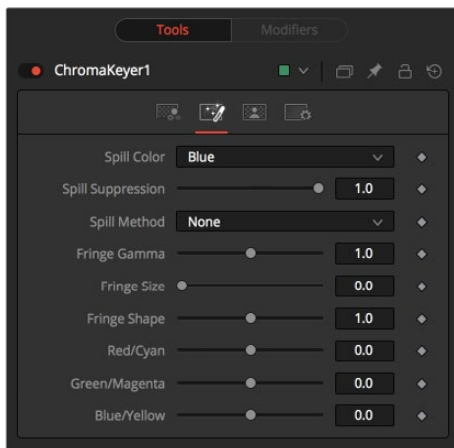 Tools Modifiers
ChromaKeyer1
Spill Color Blue
Spill Suppression 1.0
Spill Method None
Fringe Gamma 1.0
Fringe Size 0.0
Fringe Shape 1.0
Red/Cyan 0.0
Green/Magenta 0.0
Blue/Yellow 0.0